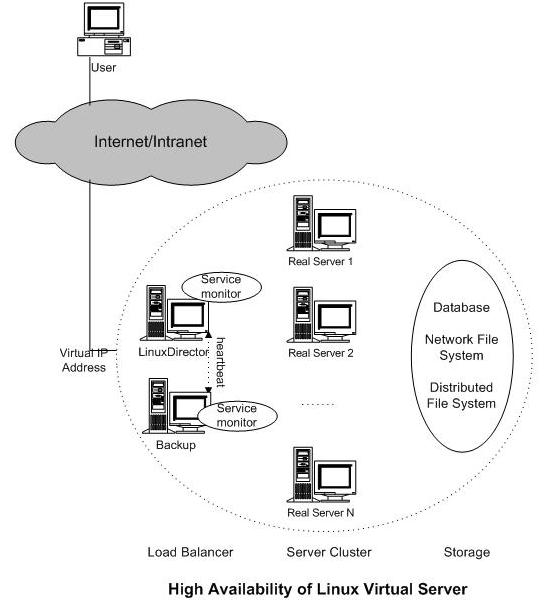 User
Internet/Intranet
Real Server 1
Service
monitor
Database
Network File
System
Distributed
File System
LinuxDirector
heartbeat
Real Server 2
Virtual IP
Address
Service
monitor
Backup
Real Server N
Load Balancer
Server Cluster
Storage
High Availability of Linux Virtual Server